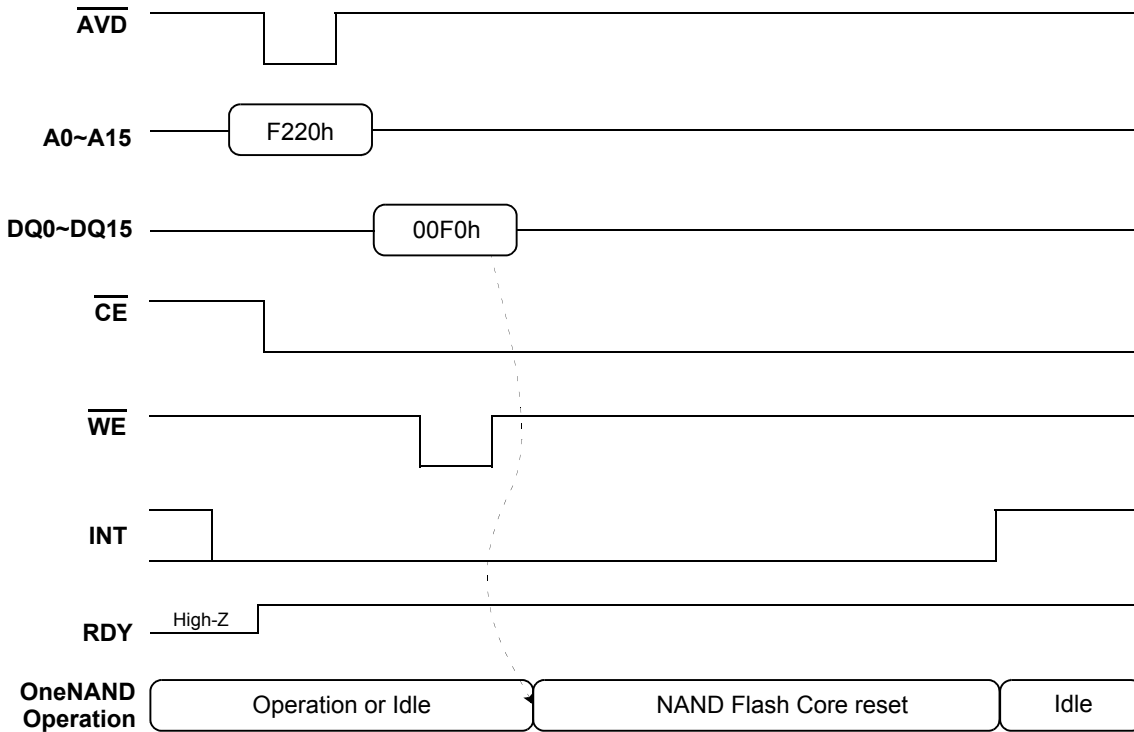 AVD
A0~A15
F220h
DQ0~DQ15
00F0h
CE
WE
INT
RDY
High-Z
OneNAND
Operation
Operation or Idle
NAND Flash Core reset
Idle